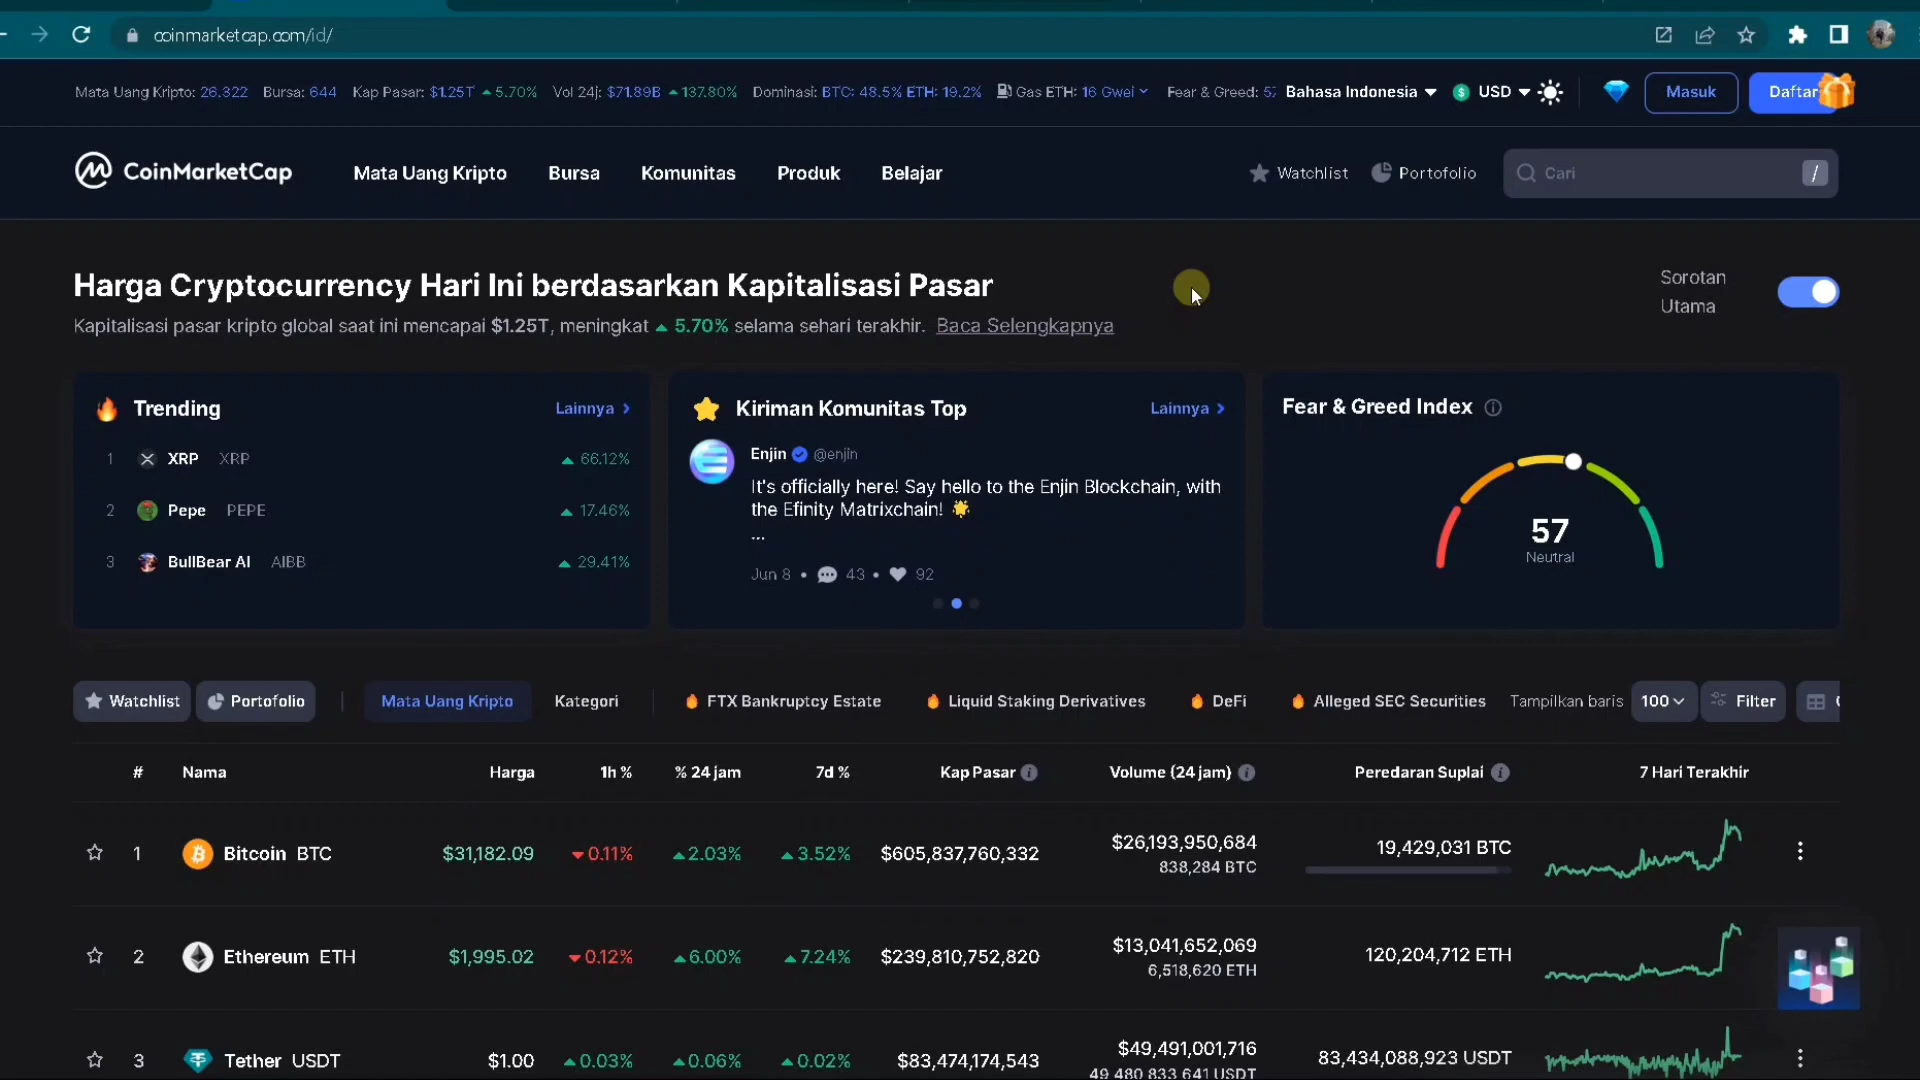 coinmarketcap.com/id/
Mata Uang Kripto: 26.322 Bursa: 644 Kap Pasar: $1.25T 5.70% Vol 24j: $71.89B 137.80% Dominasi: BTC: 48.5% ETH: 19.2% Gas ETH: 16 Gwei Fear & Greed: Bahasa Indonesia USD Masuk Daftar
CoinMarketCap Mata Uang Kripto Bursa Komunitas Produk Belajar Watchlist Portofolio Cari /
Harga Cryptocurrency Hari Ini berdasarkan Kapitalisasi Pasar
Kapitalisasi pasar kripto global saat ini mencapai $1.25T, meningkat 5.70% selama sehari terakhir. Baca Selengkapnya
Sorotan
Utama
Trending Lainnya
1 XRP XRP 66.12%
2 Pepe PEPE 17.46%
3 BullBear AI AIBB 29.41%
Kiriman Komunitas Top Lainnya
Enjin @enjin
It's officially here! Say hello to the Enjin Blockchain, with
the Efinity Matrixchain!
...
Jun 8 • 43 • 92
Fear & Greed Index
57
Neutral
Watchlist Portofolio Mata Uang Kripto Kategori FTX Bankruptcy Estate Liquid Staking Derivatives DeFi Alleged SEC Securities Tampilkan baris 100 Filter
# Nama Harga 1h % % 24 jam 7d % Kap Pasar Volume (24 jam) Peredaran Suplai 7 Hari Terakhir
1 Bitcoin BTC $31,182.09 0.11% 2.03% 3.52% $605,837,760,332 $26,193,950,684 19,429,031 BTC
838,284 BTC
2 Ethereum ETH $1,995.02 0.12% 6.00% 7.24% $239,810,752,820 $13,041,652,069 120,204,712 ETH
6,518,620 ETH
3 Tether USDT $1.00 0.03% 0.06% 0.02% $83,474,174,543 $49,491,001,716 83,434,088,923 USDT
49,480,833,641 USDT